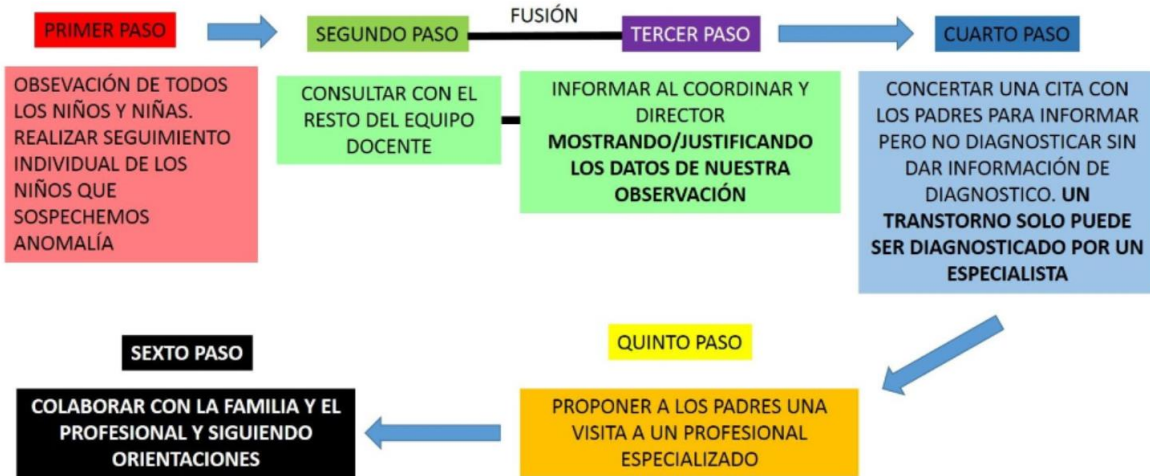 FUSIÓN
PRIMER PASO
SEGUNDO PASO
TERCER PASO
CUARTO PASO
OBSEVACIÓN DE TODOS
LOS NIÑOS Y NIÑAS.
REALIZAR SEGUIMIENTO
INDIVIDUAL DE LOS
NIÑOS QUE
SOSPECHEMOS
ANOMALÍA
CONSULTAR CON EL
RESTO DEL EQUIPO
DOCENTE
INFORMAR AL COORDINAR Y
DIRECTOR
MOSTRANDO/JUSTIFICANDO
LOS DATOS DE NUESTRA
OBSERVACIÓN
CONCERTAR UNA CITA CON
LOS PADRES PARA INFORMAR
PERO NO DIAGNOSTICAR SIN
DAR INFORMACIÓN DE
DIAGNOSTICO. UN
TRANSTORNO SOLO PUEDE
SER DIAGNOSTICADO POR UN
ESPECIALISTA
QUINTO PASO
PROPONER A LOS PADRES UNA
VISITA A UN PROFESIONAL
ESPECIALIZADO
SEXTO PASO
COLABORAR CON LA FAMILIA Y EL
PROFESIONAL Y SIGUIENDO
ORIENTACIONES